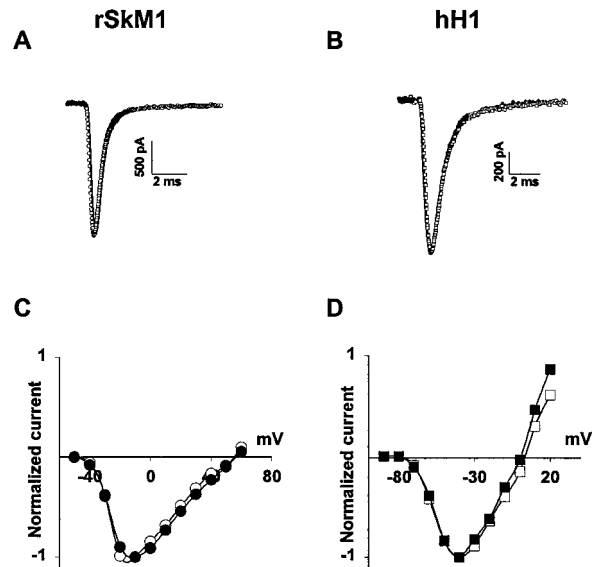 rSkM1
hH1
A
B
500 pA
2 ms
200 pA
2 ms
C
D
1
Normalized current
-40
0
80
mV
-1
1
Normalized current
-80
-30
20
mV
-1